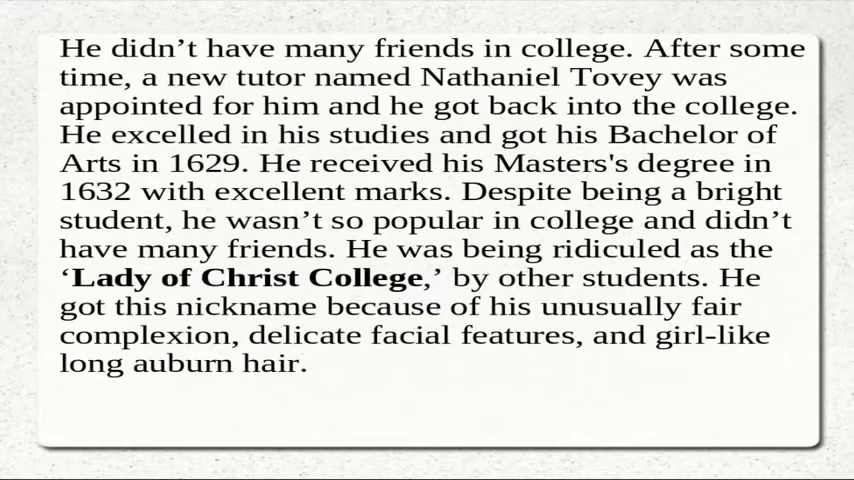 He didn’t have many friends in college. After some
time, a new tutor named Nathaniel Tovey was
appointed for him and he got back into the college.
He excelled in his studies and got his Bachelor of
Arts in 1629. He received his Masters's degree in
1632 with excellent marks. Despite being a bright
student, he wasn’t so popular in college and didn’t
have many friends. He was being ridiculed as the
‘Lady of Christ College,’ by other students. He
got this nickname because of his unusually fair
complexion, delicate facial features, and girl-like
long auburn hair.